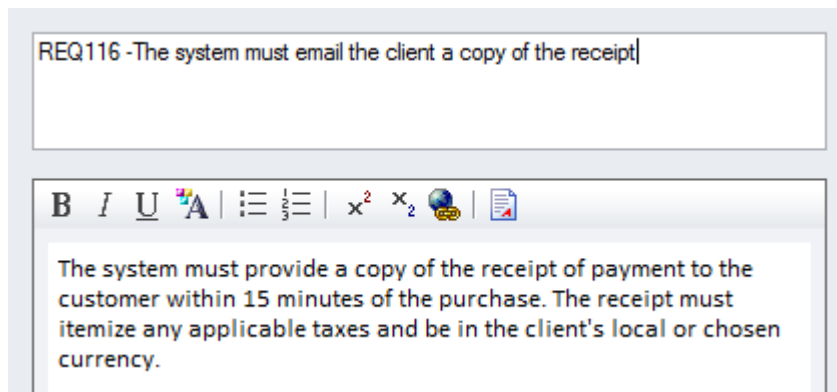 REQ116 -The system must email the client a copy of the receipt
B I U A x² x₂
The system must provide a copy of the receipt of payment to the
customer within 15 minutes of the purchase. The receipt must
itemize any applicable taxes and be in the client's local or chosen
currency.